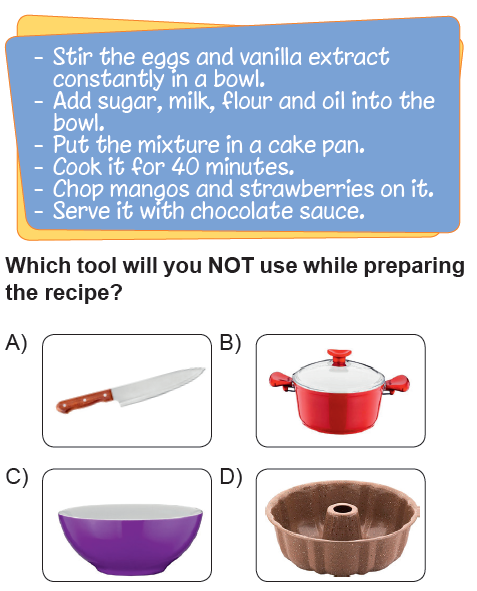 - Stir the eggs and vanilla extract
constantly in a bowl.
- Add sugar, milk, flour and oil into the
bowl.
- Put the mixture in a cake pan.
- Cook it for 40 minutes.
- Chop mangos and strawberries on it.
- Serve it with chocolate sauce.
Which tool will you NOT use while preparing
the recipe?
A)
B)
C)
D)